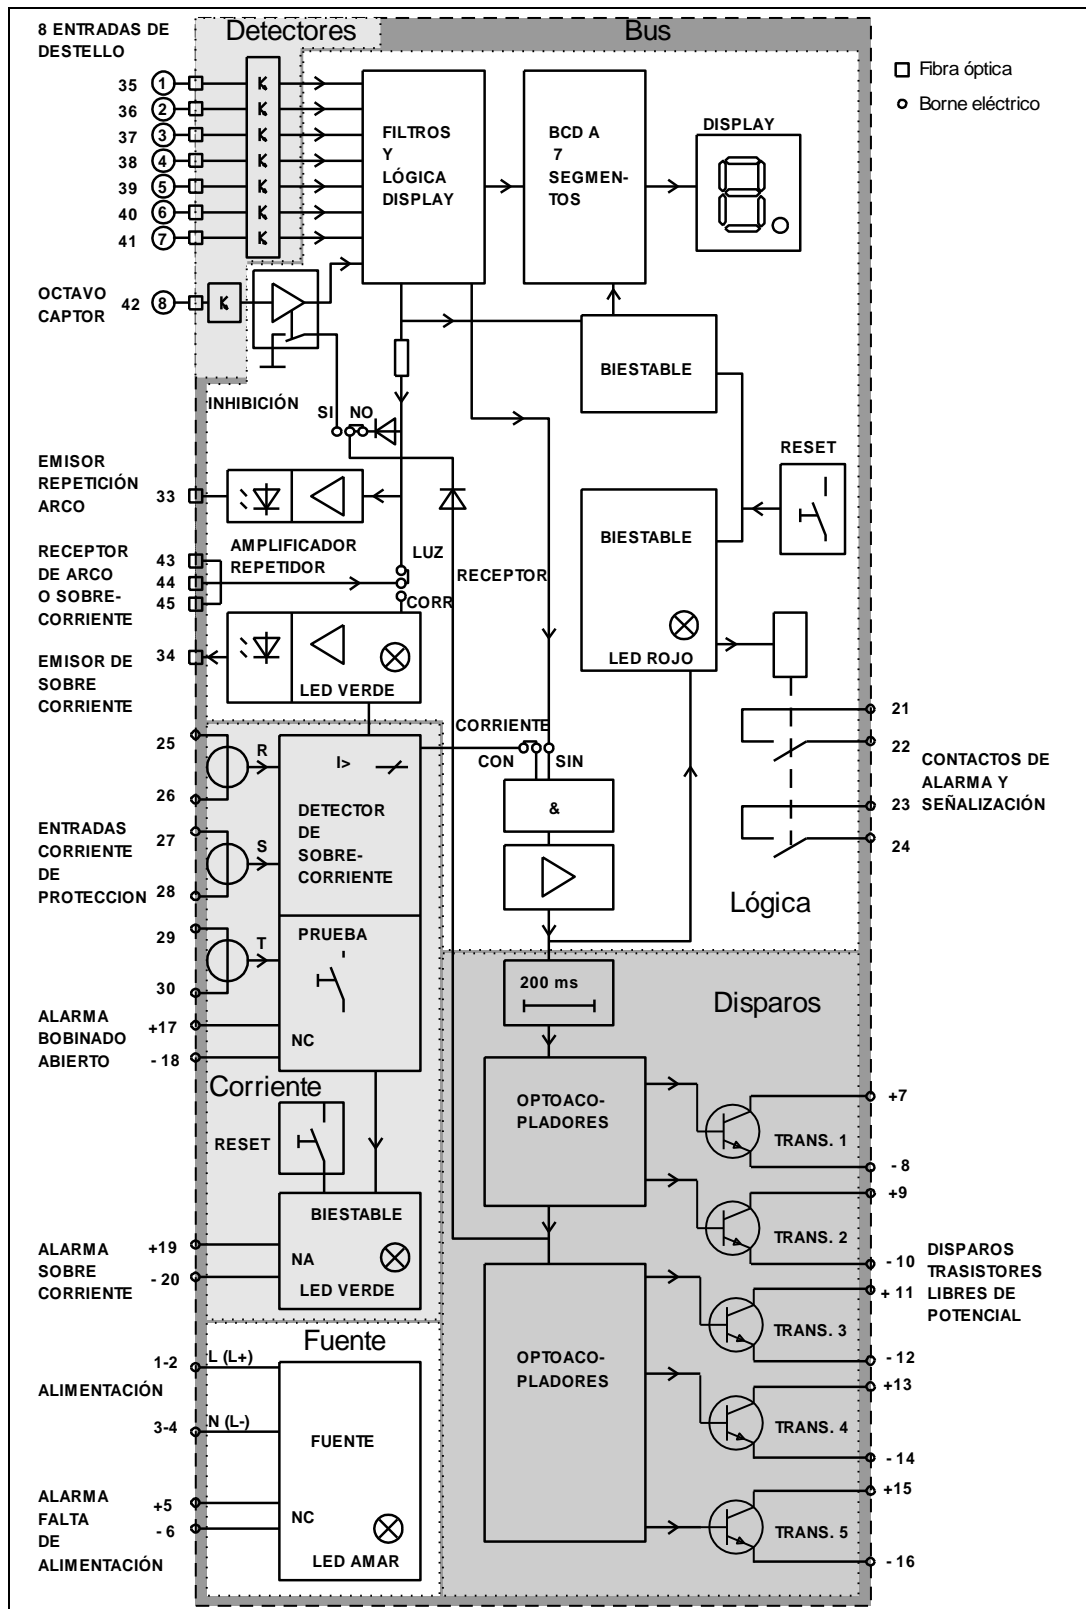 8 ENTRADAS DE
DESTELLO
Detectores
Bus
Fibra óptica
Borne eléctrico
35 1 K
36 2 K
37 3 K
38 4 K
39 5 K
40 6 K
41 7 K
FILTROS
Y
LÓGICA
DISPLAY
BCD A
7
SEGMEN-
TOS
DISPLAY
OCTAVO
CAPTOR
42 8 K
BIESTABLE
INHIBICIÓN
SI NO
RESET
EMISOR
REPETICIÓN
ARCO
33
AMPLIFICADOR
REPETIDOR
LUZ
RECEPTOR
CORR
BIESTABLE
LED ROJO
RECEPTOR
DE ARCO
O SOBRE-
CORRIENTE
43
44
45
EMISOR DE
SOBRE
CORRIENTE
34
LED VERDE
CORRIENTE
CON SIN
21
22
23
24
CONTACTOS DE
ALARMA Y
SEÑALIZACIÓN
Lógica
25
26
27
28
29
30
R
S
T
ENTRADAS
CORRIENTE
DE
PROTECCION
I>
DETECTOR
DE
SOBRE-
CORRIENTE
PRUEBA
NC
&
ALARMA
BOBINADO
ABIERTO
+17
- 18
Corriente
200 ms
Disparos
OPTOACO-
PLADORES
TRANS. 1
+7
- 8
RESET
BIESTABLE
NA
LED VERDE
ALARMA
SOBRE
CORRIENTE
+19
- 20
TRANS. 2
+9
- 10
DISPAROS
TRASISTORES
LIBRES DE
POTENCIAL
OPTOACO-
PLADORES
TRANS. 3
+ 11
- 12
Fuente
1-2
L (L+)
ALIMENTACIÓN
3-4
N (L-)
FUENTE
TRANS. 4
+13
- 14
ALARMA
FALTA
DE
ALIMENTACIÓN
+5
- 6
NC
LED AMAR
TRANS. 5
+15
- 16